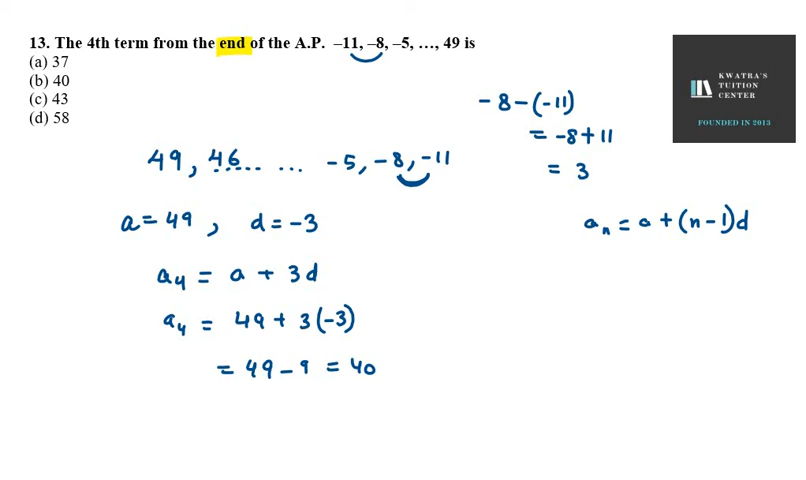 13. The 4th term from the end of the A.P. –11, –8, –5, …, 49 is
(a) 37
(b) 40
(c) 43
(d) 58
KWATRA'S
TUITION
CENTER
FOUNDED IN 2013
- 8 - (- 11)
= -8 + 11
= 3
49, 46.... ... -5, -8, -11
a = 49, d = -3
aₙ = a + (n - 1)d
a₄ = a + 3d
a₄ = 49 + 3(-3)
= 49 - 9 = 40